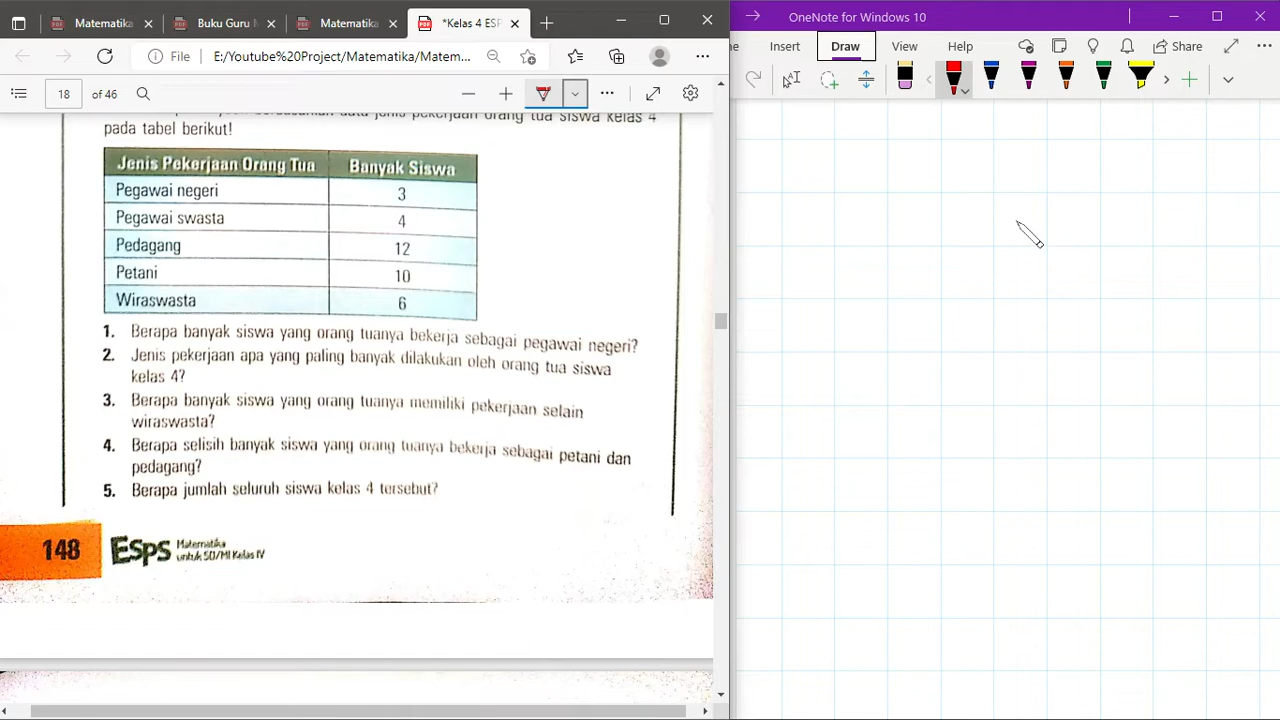 Matematika
Buku Guru M
Matematika
*Kelas 4 ESP
OneNote for Windows 10
File
E:/Youtube%20Project/Matematika/Matem...
Insert
Draw
View
Help
Share
18
of 46
pada tabel berikut!
Jenis Pekerjaan Orang Tua
Banyak Siswa
Pegawai negeri
3
Pegawai swasta
4
Pedagang
12
Petani
10
Wiraswasta
6
1. Berapa banyak siswa yang orang tuanya bekerja sebagai pegawai negeri?
2. Jenis pekerjaan apa yang paling banyak dilakukan oleh orang tua siswa
kelas 4?
3. Berapa banyak siswa yang orang tuanya memiliki pekerjaan selain
wiraswasta?
4. Berapa selisih banyak siswa yang orang tuanya bekerja sebagai petani dan
pedagang?
5. Berapa jumlah seluruh siswa kelas 4 tersebut?
148
ESPS
Matematika
untuk SD/MI Kelas IV